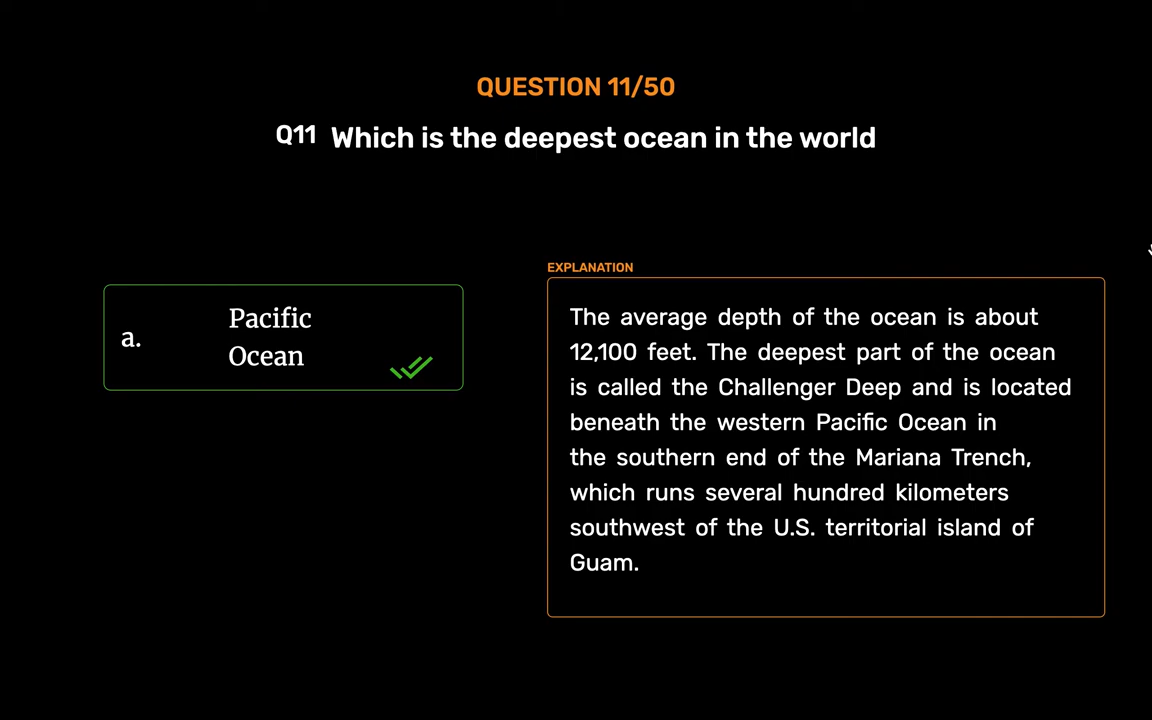 QUESTION 11/50
Q11 Which is the deepest ocean in the world
a.
Pacific
Ocean
EXPLANATION
The average depth of the ocean is about
12,100 feet. The deepest part of the ocean
is called the Challenger Deep and is located
beneath the western Pacific Ocean in
the southern end of the Mariana Trench,
which runs several hundred kilometers
southwest of the U.S. territorial island of
Guam.